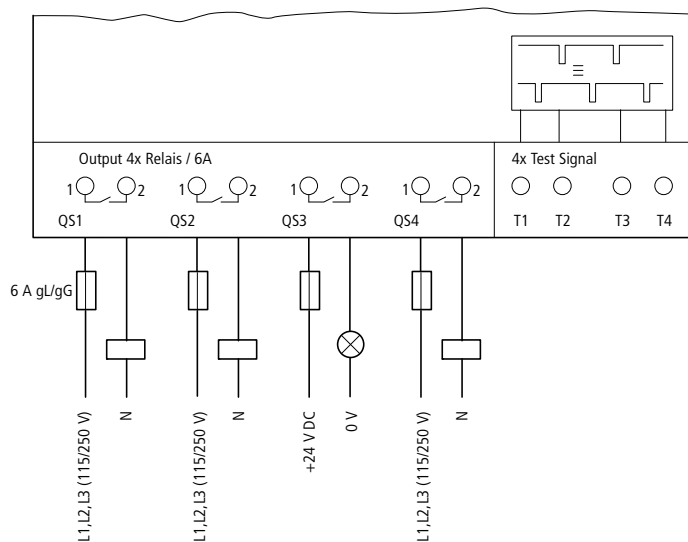 Output 4x Relais / 6A
4x Test Signal
1 2 1 2 1 2 1 2
QS1 QS2 QS3 QS4 T1 T2 T3 T4
6 A gL/gG
L1,L2,L3 (115/250 V)
N
L1,L2,L3 (115/250 V)
N
+24 V DC
0 V
L1,L2,L3 (115/250 V)
N